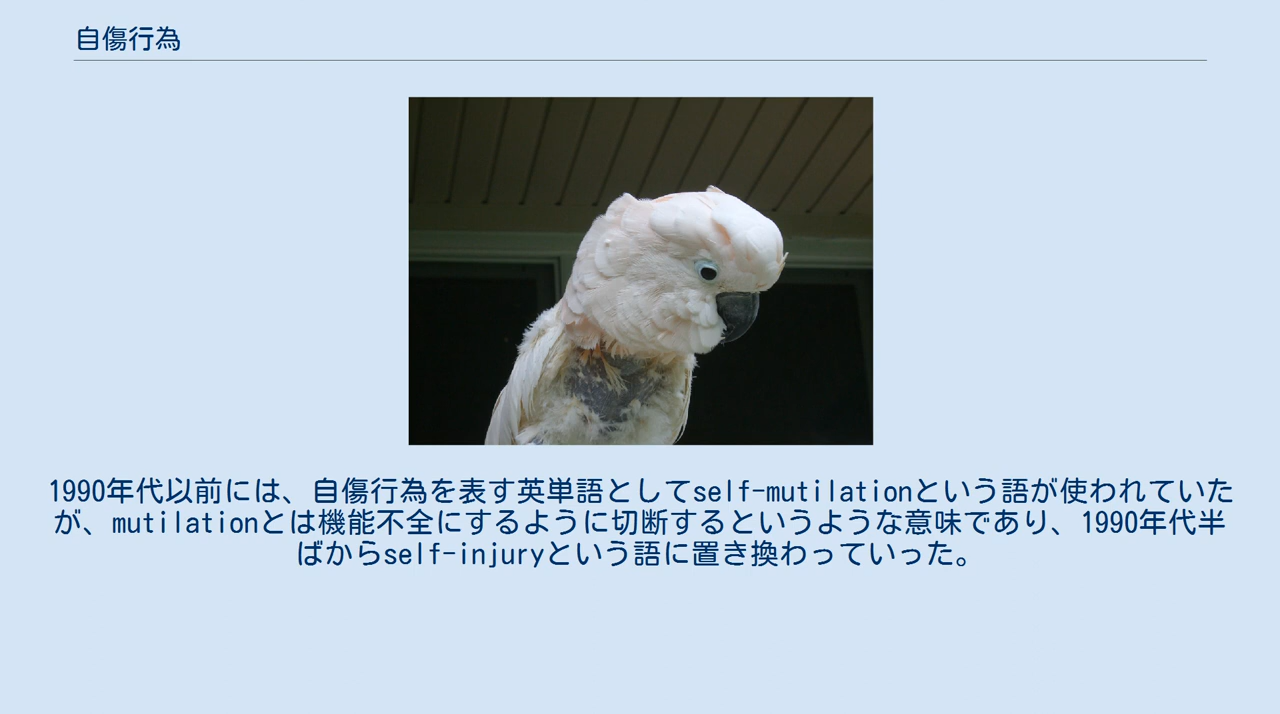 自傷行為
1990年代以前には、自傷行為を表す英単語としてself-mutilationという語が使われていた
が、mutilationとは機能不全にするように切断するというような意味であり、1990年代半
ばからself-injuryという語に置き換わっていった。